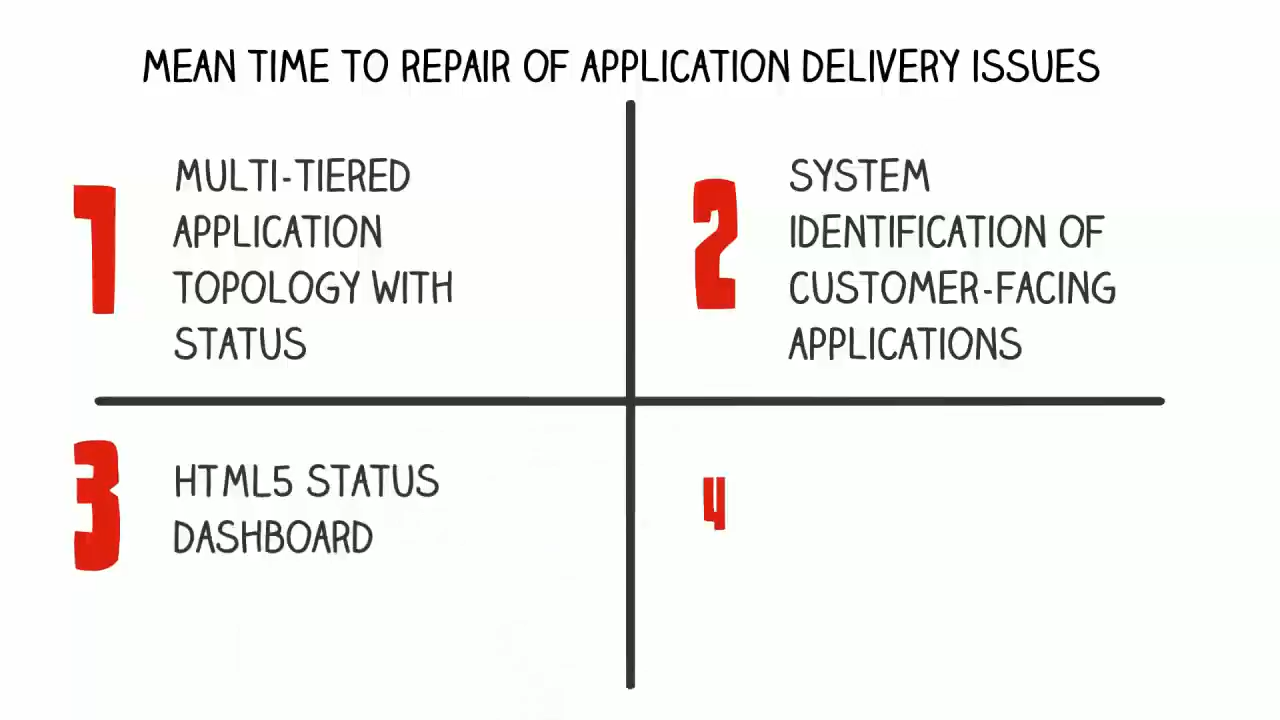 MEAN TIME TO REPAIR OF APPLICATION DELIVERY ISSUES
1
MULTI-TIERED
APPLICATION
TOPOLOGY WITH
STATUS
2
SYSTEM
IDENTIFICATION OF
CUSTOMER-FACING
APPLICATIONS
3
HTML5 STATUS
DASHBOARD
4